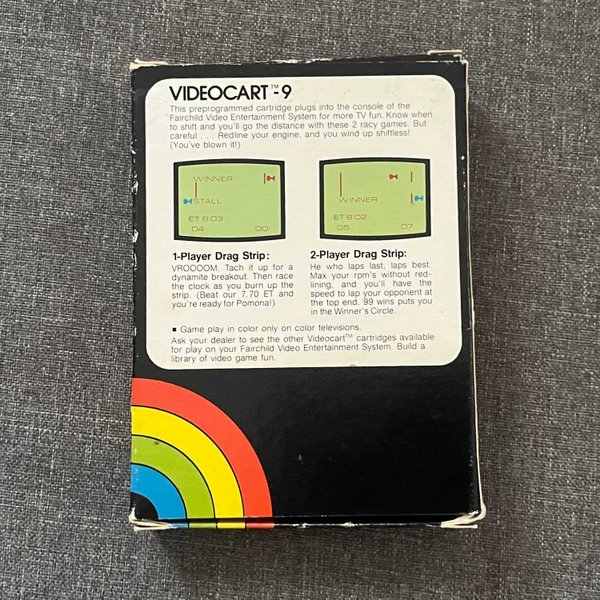 VIDEOCART™-9
This preprogrammed cartridge plugs into the console of the
Fairchild Video Entertainment System for more TV fun. Know when
to shift and you'll go the distance with these 2 racy games. But
careful . . . Redline your engine, and you wind up shiftless!
(You've blown it!)
WINNER
STALL
ET 8.03
04 00
WINNER
ET 8.02
05 07
1-Player Drag Strip:
VROOOOM. Tach it up for a
dynamite breakout. Then race
the clock as you burn up the
strip. (Beat our 7.70 ET and
you're ready for Pomona!)
2-Player Drag Strip:
He who laps last, laps best.
Max your rpm's without red-
lining, and you'll have the
speed to lap your opponent at
the top end. 99 wins puts you
in the Winner's Circle.
▪ Game play in color only on color televisions.
Ask your dealer to see the other Videocart™ cartridges available
for play on your Fairchild Video Entertainment System. Build a
library of video game fun.